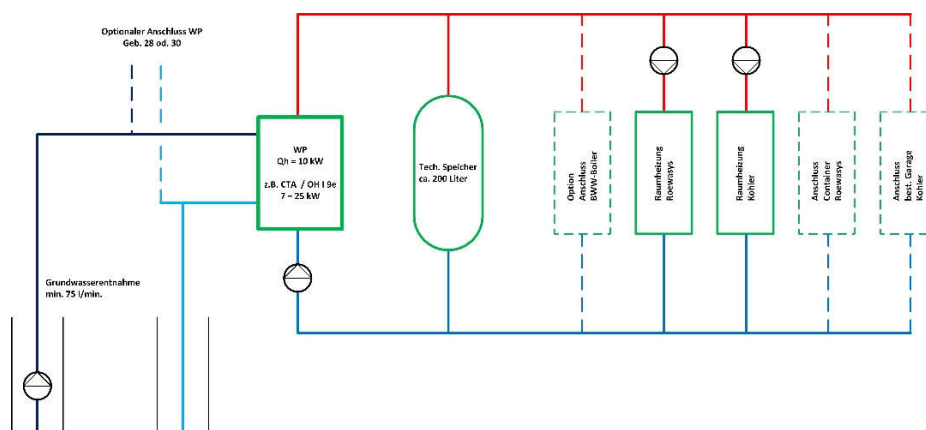 Optionaler Anschluss WP
Geb. 28 od. 30
WP
Qh = 10 kW
z.B. CTA / OH I 9e
7 – 25 kW
Tech. Speicher
ca. 200 Liter
Option
Anschluss
BWW-Boiler
Raumheizung
Roewasys
Raumheizung
Kohler
Anschluss
Container
Roewasys
Anschluss
best. Garage
Kohler
Grundwasserentnahme
min. 75 l/min.